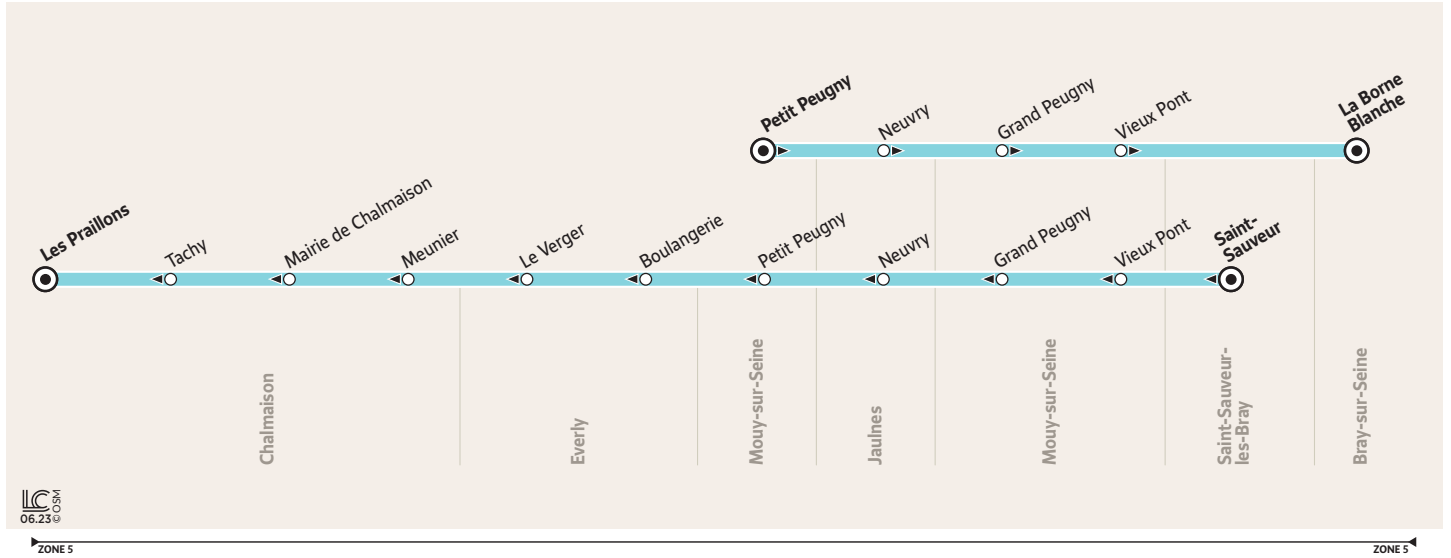 Petit Peugny
Neuvry
Grand Peugny
Vieux Pont
La Borne
Blanche
Les Praillons
Tachy
Mairie de Chalmaison
Meunier
Le Verger
Boulangerie
Petit Peugny
Neuvry
Grand Peugny
Vieux Pont
Saint-
Sauveur
Chalmaison
Everly
Mouy-sur-Seine
Jaulnes
Mouy-sur-Seine
Saint-Sauveur-
les-Bray
Bray-sur-Seine
LC
06.23 © OSM
ZONE 5
ZONE 5